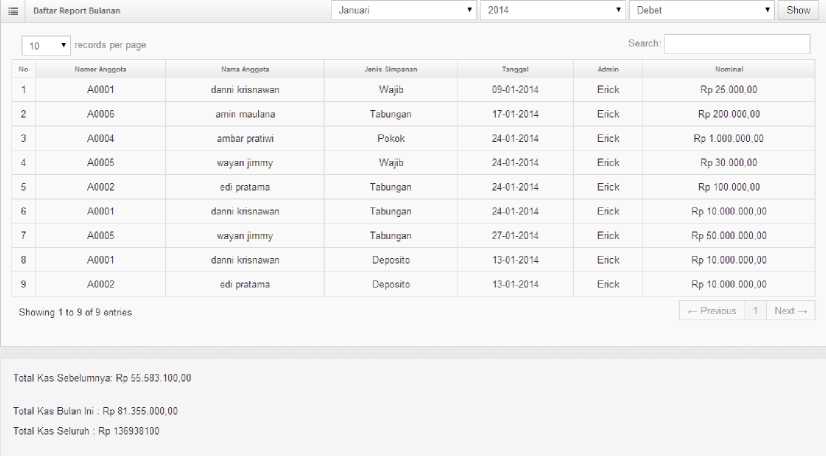 Daftar Report Bulanan Januari 2014 Debet Show
10 records per page Search:
No Nomer Anggota Nama Anggota Jenis Simpanan Tanggal Admin Nominal
1 A0001 danni krisnawan Wajib 09-01-2014 Erick Rp 25.000,00
2 A0006 amin maulana Tabungan 17-01-2014 Erick Rp 200.000,00
3 A0004 ambar pratiwi Pokok 24-01-2014 Erick Rp 1.000.000,00
4 A0005 wayan jimmy Wajib 24-01-2014 Erick Rp 30.000,00
5 A0002 edi pratama Tabungan 24-01-2014 Erick Rp 100.000,00
6 A0001 danni krisnawan Tabungan 24-01-2014 Erick Rp 10.000.000,00
7 A0005 wayan jimmy Tabungan 27-01-2014 Erick Rp 50.000.000,00
8 A0001 danni krisnawan Deposito 13-01-2014 Erick Rp 10.000.000,00
9 A0002 edi pratama Deposito 13-01-2014 Erick Rp 10.000.000,00
Showing 1 to 9 of 9 entries ← Previous 1 Next →
Total Kas Sebelumnya: Rp 55.583.100,00
Total Kas Bulan Ini : Rp 81.355.000,00
Total Kas Seluruh : Rp 136938100